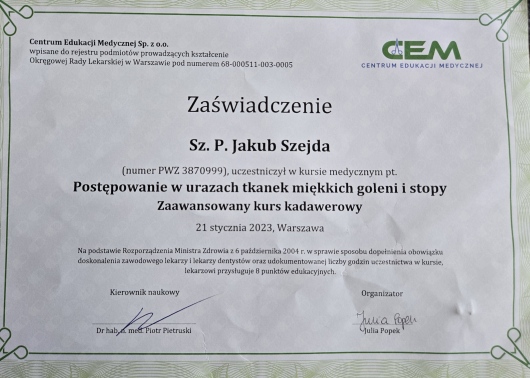 Centrum Edukacji Medycznej Sp. z o.o.
wpisane do rejestru podmiotów prowadzących kształcenie
Okręgowej Rady Lekarskiej w Warszawie pod numerem 68-000511-003-0005
CEM
CENTRUM EDUKACJI MEDYCZNEJ
Zaświadczenie
Sz. P. Jakub Szejda
(numer PWZ 3870999), uczestniczył w kursie medycznym pt.
Postępowanie w urazach tkanek miękkich goleni i stopy
Zaawansowany kurs kadawerowy
21 stycznia 2023, Warszawa
Na podstawie Rozporządzenia Ministra Zdrowia z 6 października 2004 r. w sprawie sposobu dopełnienia obowiązku
doskonalenia zawodowego lekarzy i lekarzy dentystów oraz udokumentowanej liczby godzin uczestnictwa w kursie,
lekarzowi przysługuje 8 punktów edukacyjnych.
Kierownik naukowy
Organizator
Julia Popek
Dr hab. n. med. Piotr Pietruski
Julia Popek